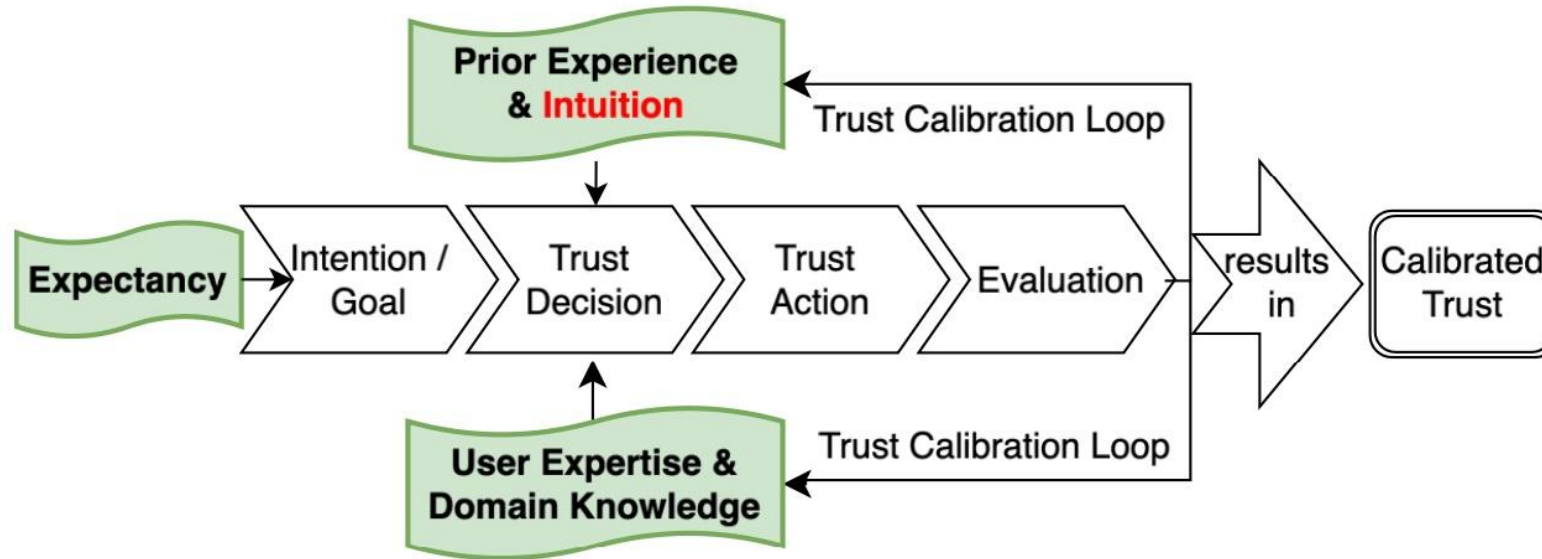 Prior Experience
& Intuition
Trust Calibration Loop
Expectancy
Intention /
Goal
Trust
Decision
Trust
Action
Evaluation
results
in
Calibrated
Trust
User Expertise &
Domain Knowledge
Trust Calibration Loop